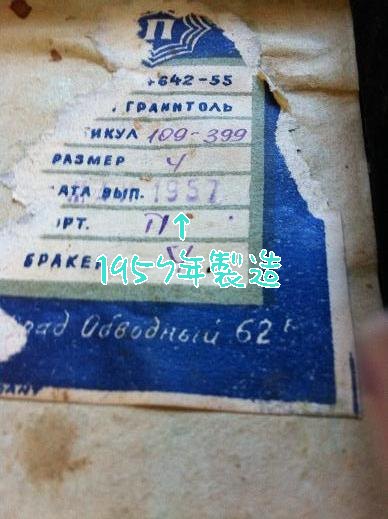 П
642-55
ГРАНИТОЛЬ
ИКУЛ 109-399
РАЗМЕР 4
АТА ВЫП. 1957
↑
РТ. II
БРАКЕ
1957年製造
рад Обводный 62